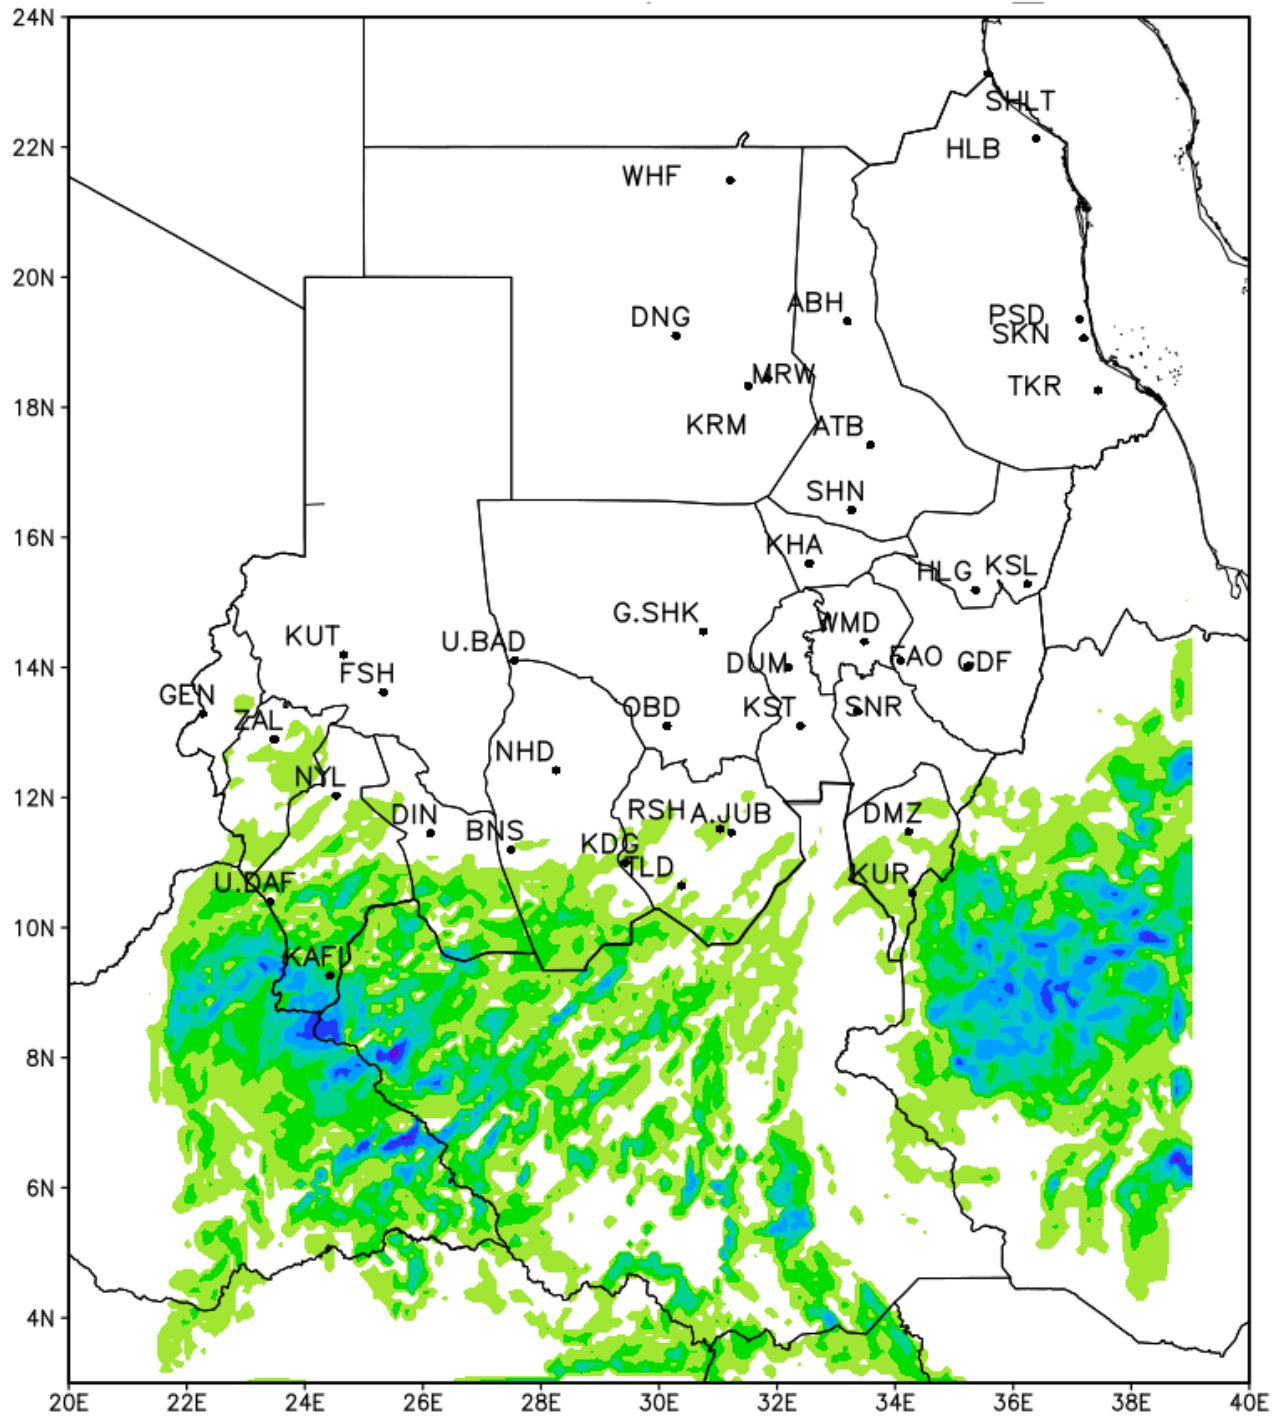 24N
SHLT
22N
HLB
WHF
20N
ABH
DNG
PSD
SKN
MRW
TKR
18N
KRM
ATB
SHN
16N
KHA
HLG
KSL
G.SHK
WMD
KUT
U.BAD
14N
FSH
DUM
FAO
GDF
GEN
ZAL
OBD
KST
SNR
NHD
NYL
12N
DIN
RSH
A.JUB
DMZ
BNS
KDG
TLD
KUR
U.DAF
10N
KAFI
8N
6N
4N
20E 22E 24E 26E 28E 30E 32E 34E 36E 38E 40E